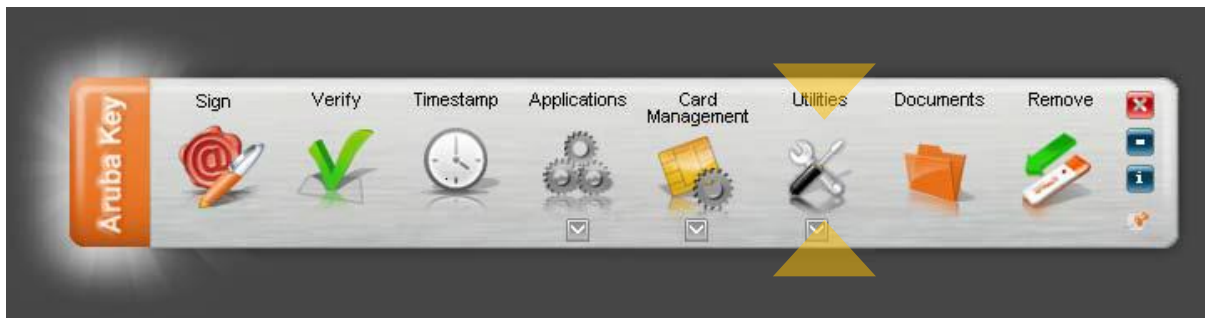 Aruba Key
Sign
Verify
Timestamp
Applications
Card
Management
Utilities
Documents
Remove